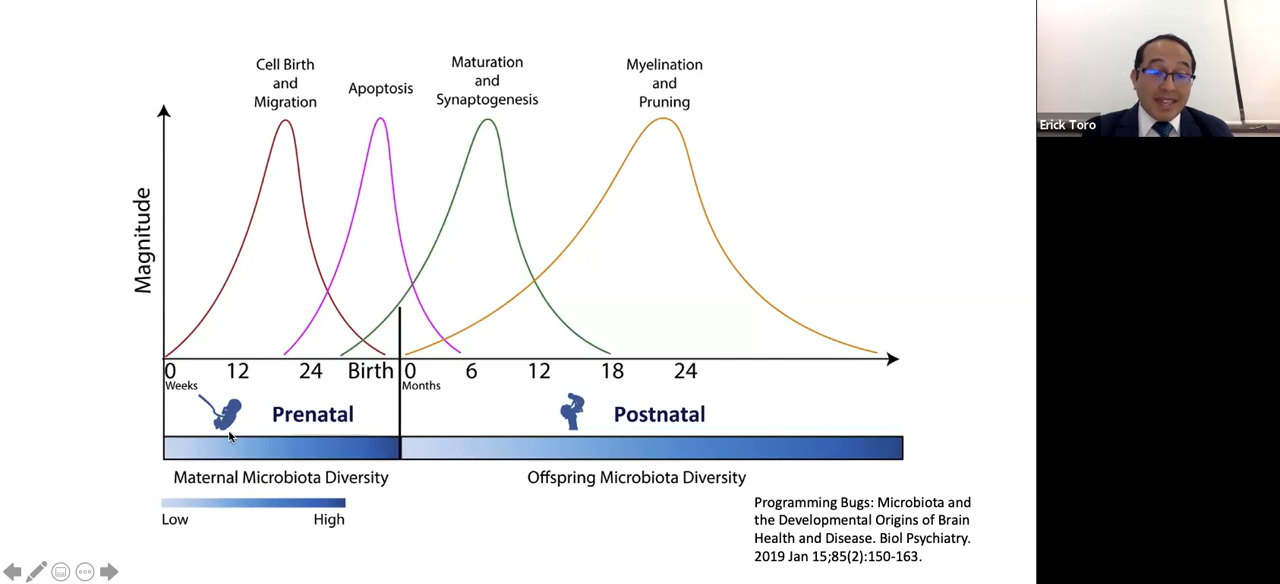 Cell Birth
and
Migration
Apoptosis
Maturation
and
Synaptogenesis
Myelination
and
Pruning
Erick Toro
Magnitude
0 12 24 Birth 0 6 12 18 24
Weeks Months
Prenatal Postnatal
Maternal Microbiota Diversity Offspring Microbiota Diversity
Low High
Programming Bugs: Microbiota and
the Developmental Origins of Brain
Health and Disease. Biol Psychiatry.
2019 Jan 15;85(2):150-163.